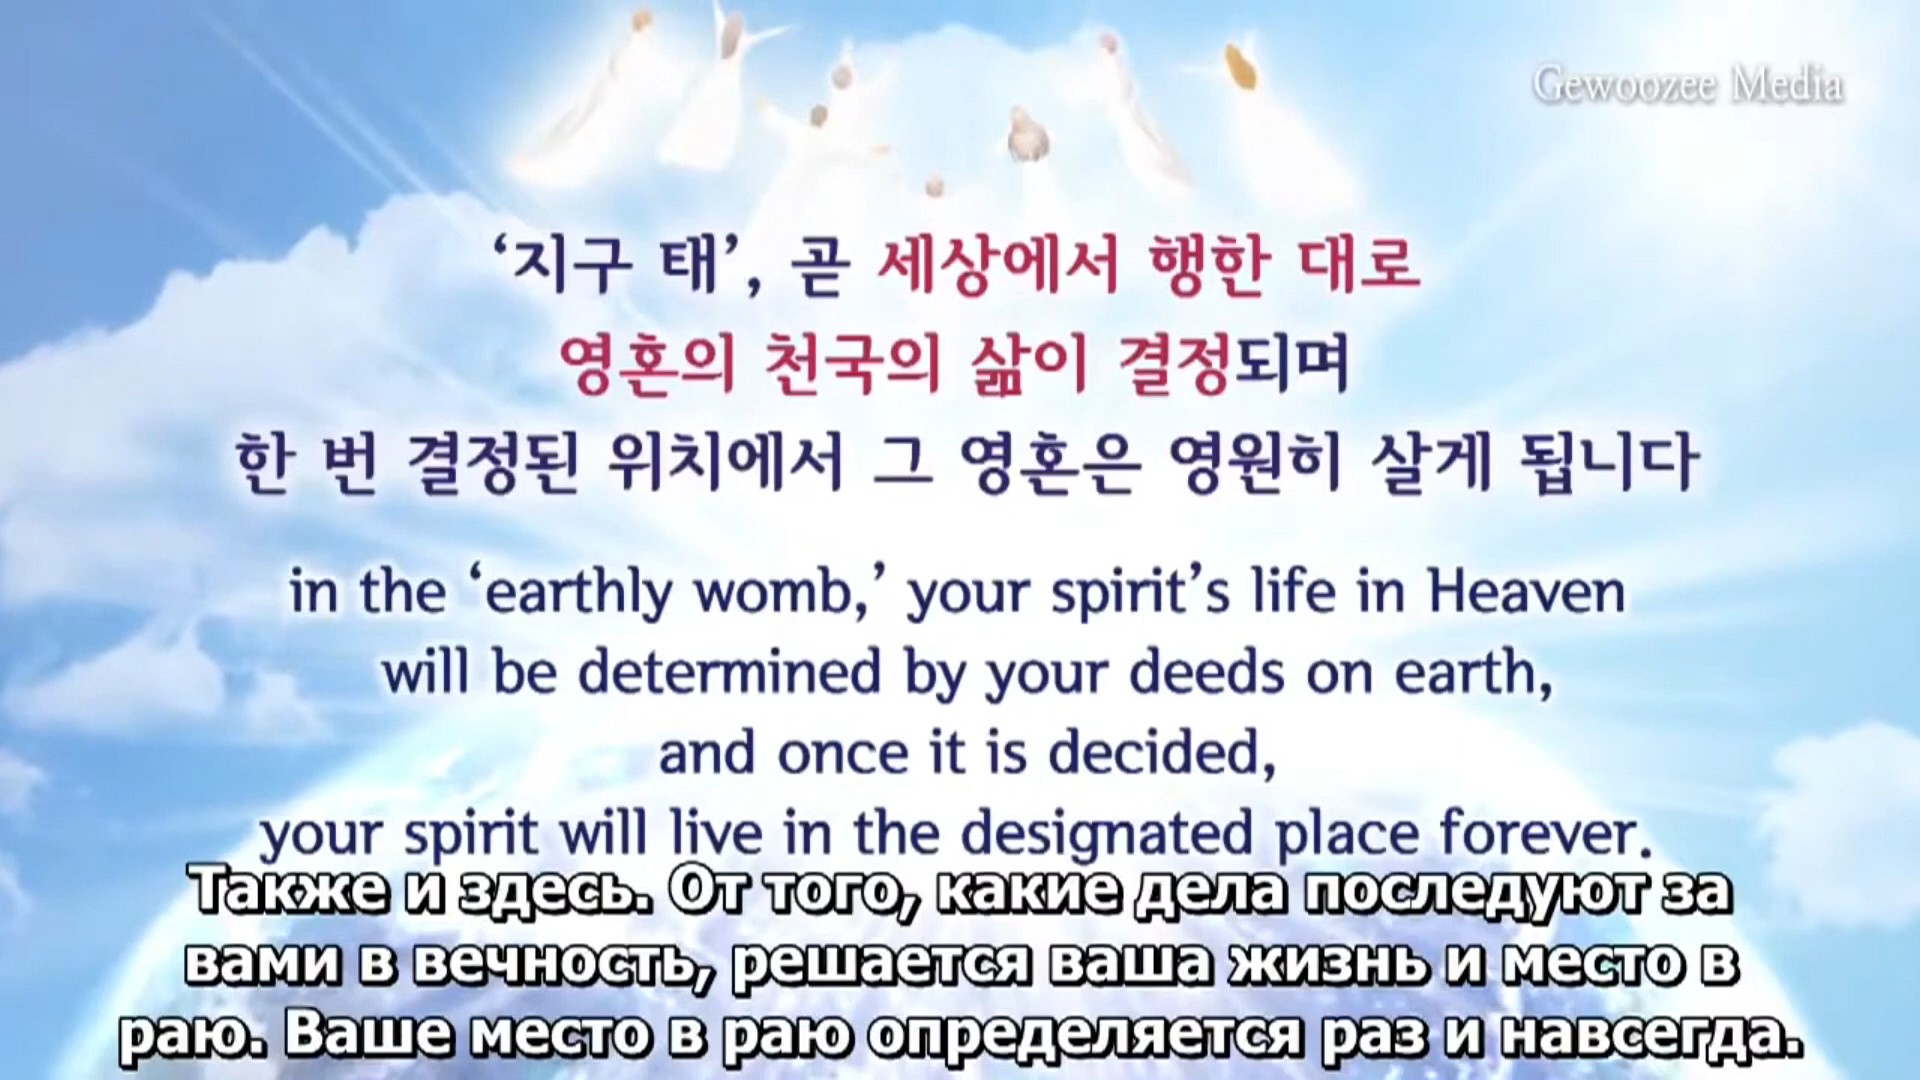 Gewoozee Media
‘지구 태’, 곧 세상에서 행한 대로
영혼의 천국의 삶이 결정되며
한 번 결정된 위치에서 그 영혼은 영원히 살게 됩니다
in the ‘earthly womb,’ your spirit’s life in Heaven
will be determined by your deeds on earth,
and once it is decided,
your spirit will live in the designated place forever.
Также и здесь. От того, какие дела последуют за
вами в вечность, решается ваша жизнь и место в
раю. Ваше место в раю определяется раз и навсегда.